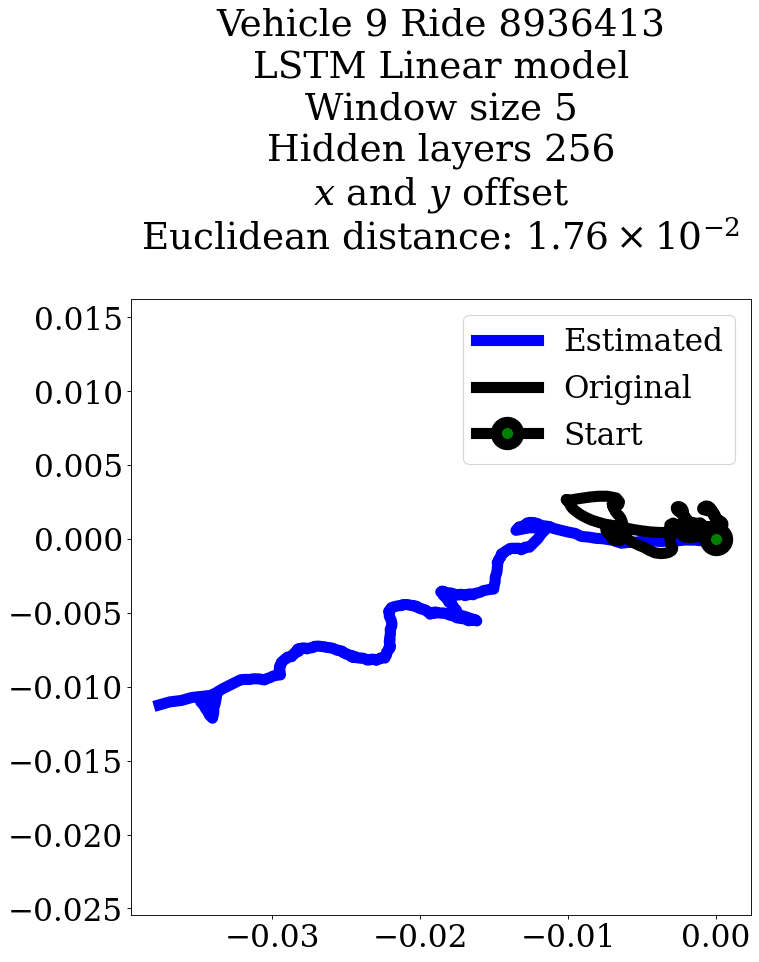 Vehicle 9 Ride 8936413
LSTM Linear model
Window size 5
Hidden layers 256
x and y offset
Euclidean distance: 1.76 × 10⁻²
Estimated
Original
Start
0.015
0.010
0.005
0.000
−0.005
−0.010
−0.015
−0.020
−0.025
−0.03 −0.02 −0.01 0.00